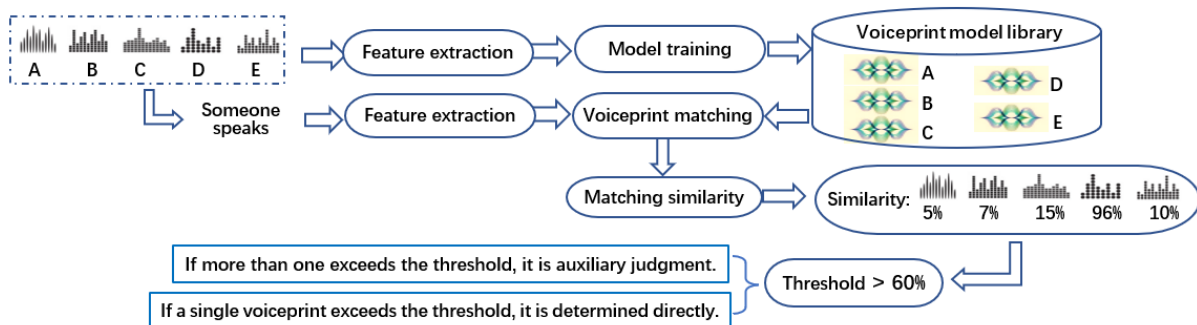 A B C D E
Feature extraction
Model training
Voiceprint model library
A
B
C
D
E
Someone
speaks
Feature extraction
Voiceprint matching
Matching similarity
Similarity:
5% 7% 15% 96% 10%
If more than one exceeds the threshold, it is auxiliary judgment.
If a single voiceprint exceeds the threshold, it is determined directly.
Threshold > 60%